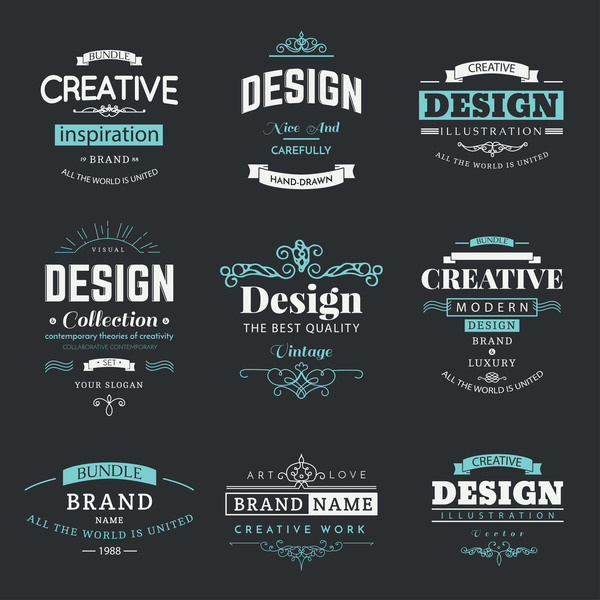 BUNDLE
CREATIVE
inspiration
19 BRAND 88
ALL THE WORLD IS UNITED
DESIGN
Nice And
CAREFULLY
HAND-DRAWN
CREATIVE
DESIGN
ILLUSTRATION
ALL THE WORLD IS UNITED
VISUAL
DESIGN
& Collection &
contemporary theories of creativity
COLLABORATIVE CONTEMPORARY
SET
YOUR SLOGAN
Design
THE BEST QUALITY
Vintage
BUNDLE
CREATIVE
MODERN
DESIGN
BRAND
&
LUXURY
ALL THE WORLD IS UNITED
BUNDLE
BRAND
NAME
ALL THE WORLD IS UNITED
1988
ART LOVE
BRAND NAME
CREATIVE WORK
CREATIVE
DESIGN
ILLUSTRATION
Vector